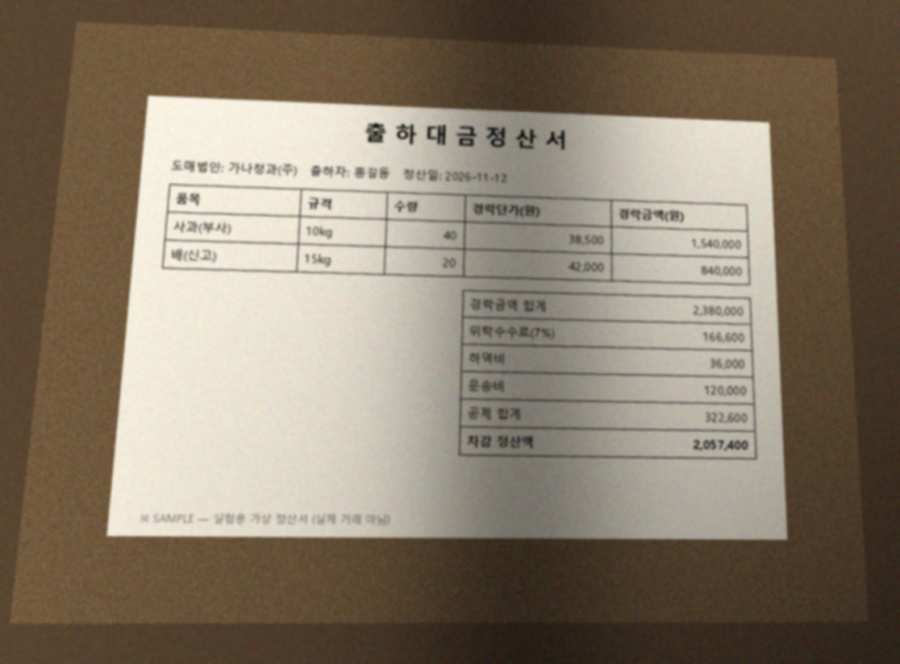 출하대금정산서
도매법인: 가나청과(주) 출하자: 홍길동 정산일: 2026-11-12
품목 규격 수량 경락단가(원) 경락금액(원)
사과(부사) 10kg 40 38,500 1,540,000
배(신고) 15kg 20 42,000 840,000
경락금액 합계 2,380,000
위탁수수료(7%) 166,600
하역비 36,000
운송비 120,000
공제 합계 322,600
차감 정산액 2,057,400
※ SAMPLE — 실험용 가상 정산서 (실제 거래 아님)